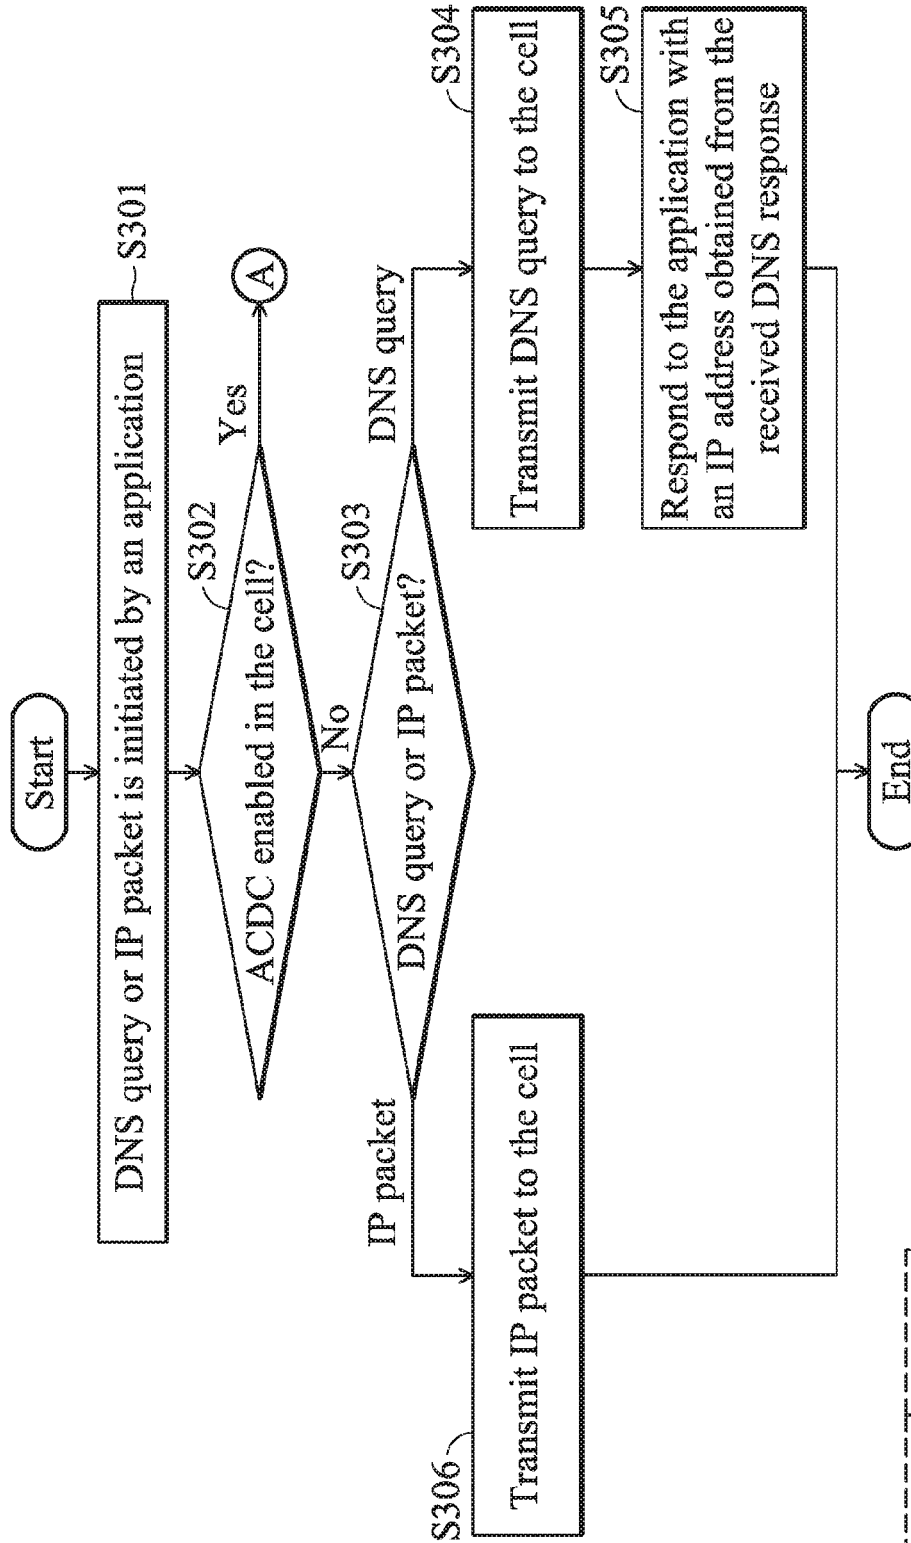 Start
DNS query or IP packet is initiated by an application
S301
ACDC enabled in the cell?
S302
Yes
A
No
DNS query or IP packet?
S303
IP packet
DNS query
S306
Transmit IP packet to the cell
Transmit DNS query to the cell
S304
Respond to the application with
an IP address obtained from the
received DNS response
S305
End